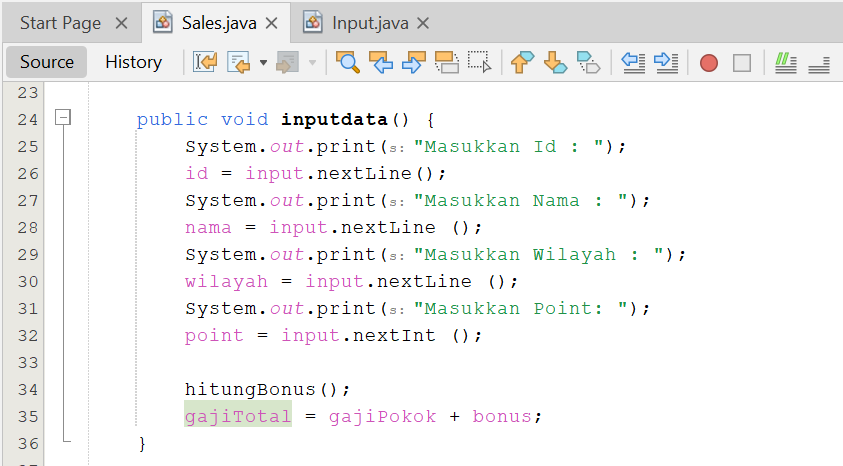 Start Page Sales.java Input.java
Source History
23
24 public void inputdata() {
25 System.out.print(s: "Masukkan Id : ");
26 id = input.nextLine();
27 System.out.print(s: "Masukkan Nama : ");
28 nama = input.nextLine ();
29 System.out.print(s: "Masukkan Wilayah : ");
30 wilayah = input.nextLine ();
31 System.out.print(s: "Masukkan Point: ");
32 point = input.nextInt ();
33
34 hitungBonus();
35 gajiTotal = gajiPokok + bonus;
36 }